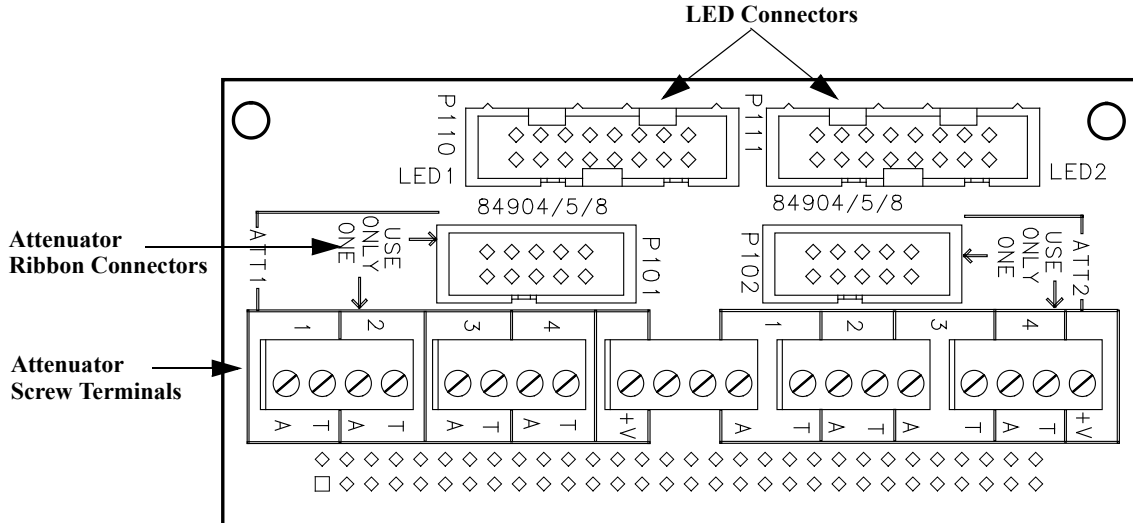 LED Connectors
P110
P111
LED1
LED2
84904/5/8
84904/5/8
Attenuator
Ribbon Connectors
ATT1
USE
ONLY
ONE
P101
P102
USE
ONLY
ONE
ATT2
1 2 3 4 1 2 3 4
Attenuator
Screw Terminals
A T A T A T A T +V A T A T A T A T +V